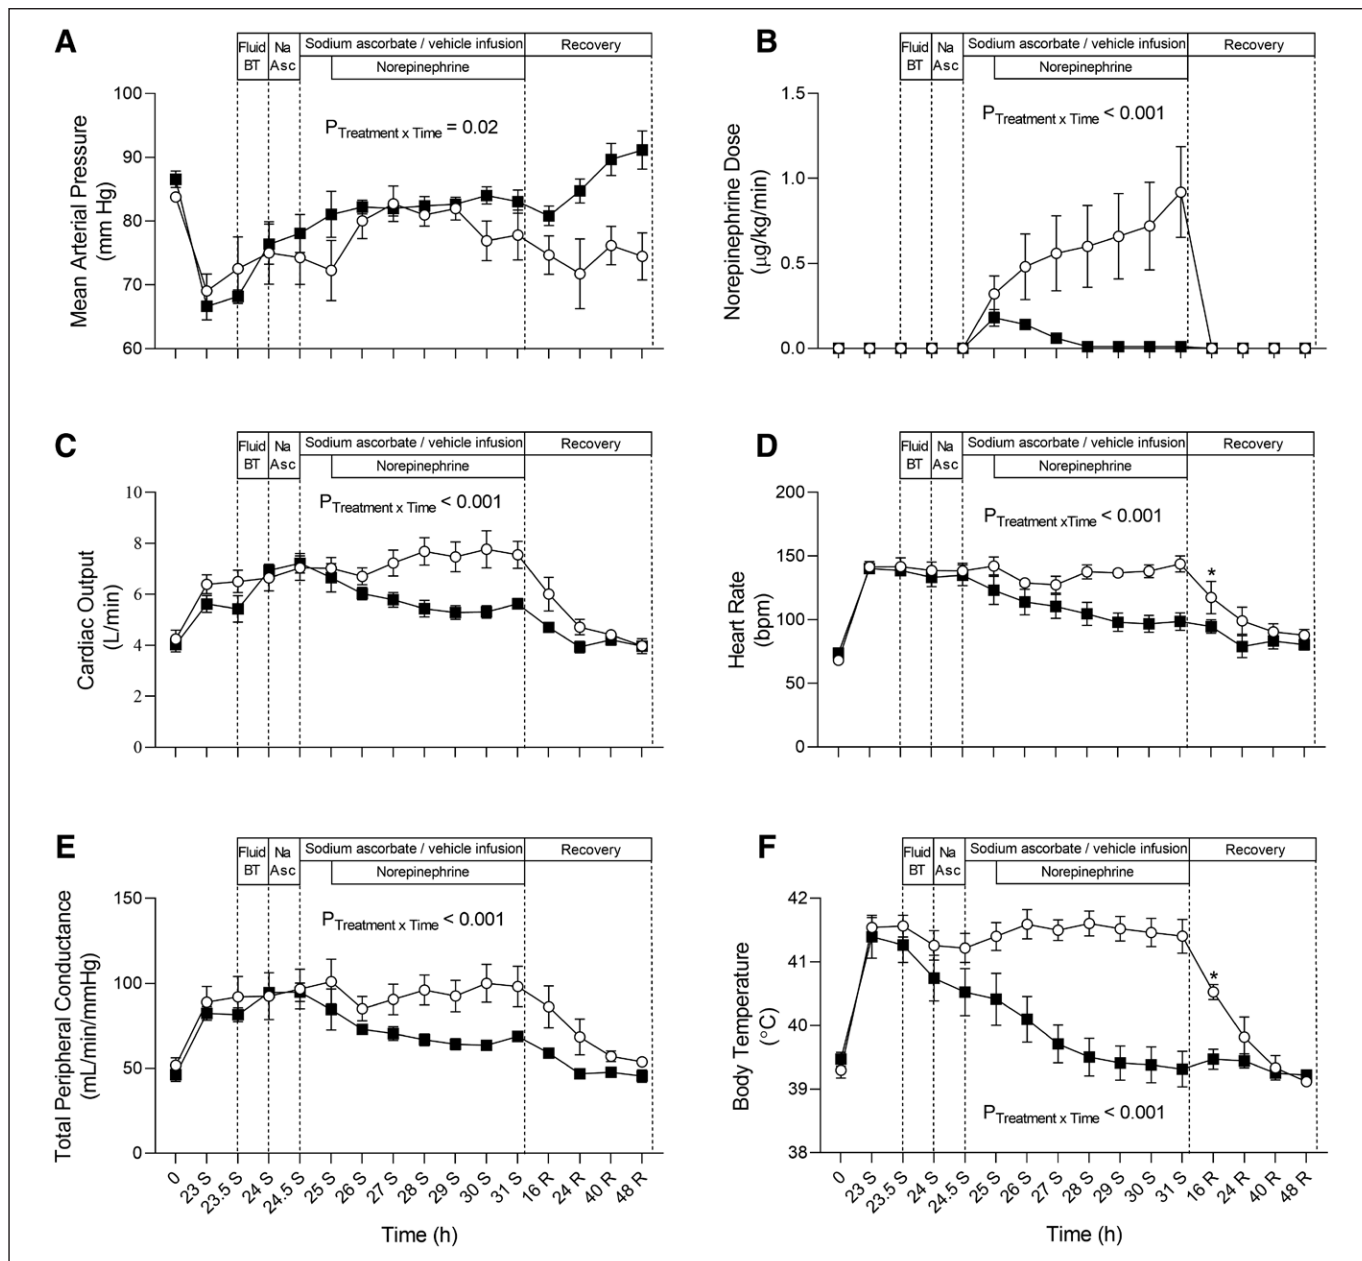 A
Fluid BT
Na Asc
Sodium ascorbate / vehicle infusion
Recovery
Norepinephrine
P Treatment x Time = 0.02
Mean Arterial Pressure
(mm Hg)
100
90
80
70
60
B
Fluid BT
Na Asc
Sodium ascorbate / vehicle infusion
Recovery
Norepinephrine
P Treatment x Time < 0.001
Norepinephrine Dose
(µg/kg/min)
1.5
1.0
0.5
0.0
C
Fluid BT
Na Asc
Sodium ascorbate / vehicle infusion
Recovery
Norepinephrine
P Treatment x Time < 0.001
Cardiac Output
(L/min)
10
8
6
4
2
0
D
Fluid BT
Na Asc
Sodium ascorbate / vehicle infusion
Recovery
Norepinephrine
P Treatment xTime < 0.001
Heart Rate
(bpm)
200
150
100
50
0
*
E
Fluid BT
Na Asc
Sodium ascorbate / vehicle infusion
Recovery
Norepinephrine
P Treatment x Time < 0.001
Total Peripheral Conductance
(mL/min/mmHg)
150
100
50
0
0
23 S
23.5 S
24 S
24.5 S
25 S
26 S
27 S
28 S
29 S
30 S
31 S
16 R
24 R
40 R
48 R
Time (h)
F
Fluid BT
Na Asc
Sodium ascorbate / vehicle infusion
Recovery
Norepinephrine
P Treatment x Time < 0.001
Body Temperature
(°C)
42
41
40
39
38
*
0
23 S
23.5 S
24 S
24.5 S
25 S
26 S
27 S
28 S
29 S
30 S
31 S
16 R
24 R
40 R
48 R
Time (h)